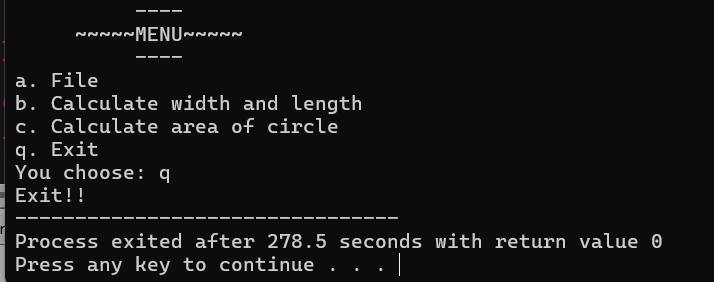 ----
~~~~~MENU~~~~~
----
a. File
b. Calculate width and length
c. Calculate area of circle
q. Exit
You choose: q
Exit!!
--------------------------------
Process exited after 278.5 seconds with return value 0
Press any key to continue . . .